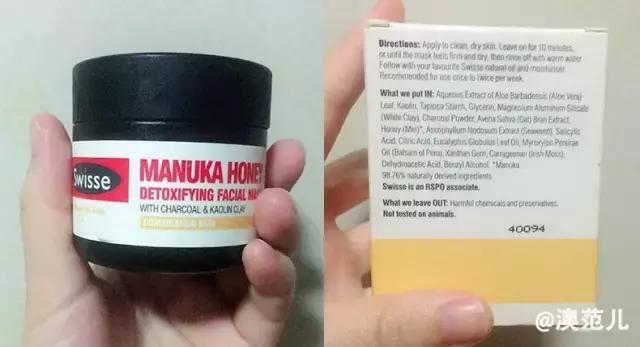 Swisse
MANUKA HONEY
DETOXIFYING FACIAL MA
WITH CHARCOAL & KAOLIN CLAY
COMBINATION SKIN
Directions: Apply to clean, dry skin. Leave on for 10 minutes,
or until the mask feels firm and dry, then rinse off with warm water
Follow with your favourite Swisse natural oil and moisturiser.
Recommended for use once to twice per week.
What we put IN: Aqueous Extract of Aloe Barbadensis (Aloe Vera)
Leaf, Kaolin, Tapioca Starch, Glycerin, Magnesium Aluminum Silicate
(White Clay), Charcoal Powder, Avena Sativa (Oat) Bran Extract,
Honey (Mel)*, Ascophyllum Nodosum Extract (Seaweed), Salicylic
Acid, Citric Acid, Eucalyptus Globulus Leaf Oil, Myroxylon Pereirae
Oil (Balsam of Peru), Xanthan Gum, Carrageenan (Irish Moss),
Dehydroacetic Acid, Benzyl Alcohol. *Manuka
98.76% naturally derived ingredients.
Swisse is an RSPO associate.
What we leave OUT: Harmful chemicals and preservatives.
Not tested on animals.
40094
@澳范儿